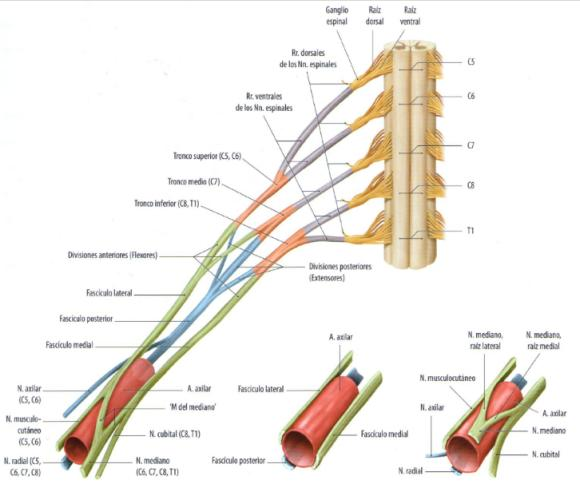 Ganglio
espinal
Raíz
dorsal
Raíz
ventral
Rr. dorsales
de los Nn. espinales
C5
Rr. ventrales
de los Nn. espinales
C6
Tronco superior (C5, C6)
C7
Tronco medio (C7)
C8
Tronco inferior (C8, T1)
T1
Divisiones anteriores (Flexores)
Divisiones posteriores
(Extensores)
Fascículo lateral
Fascículo posterior
Fascículo medial
N. axilar
(C5, C6)
A. axilar
'M del mediano'
N. musculo-
cutáneo
(C5, C6)
N. cubital (C8, T1)
N. radial (C5,
C6, C7, C8)
N. mediano
(C6, C7, C8, T1)
A. axilar
Fascículo lateral
Fascículo medial
Fascículo posterior
N. mediano,
raíz lateral
N. mediano,
raíz medial
N. musculocutáneo
N. axilar
A. axilar
N. mediano
N. cubital
N. radial